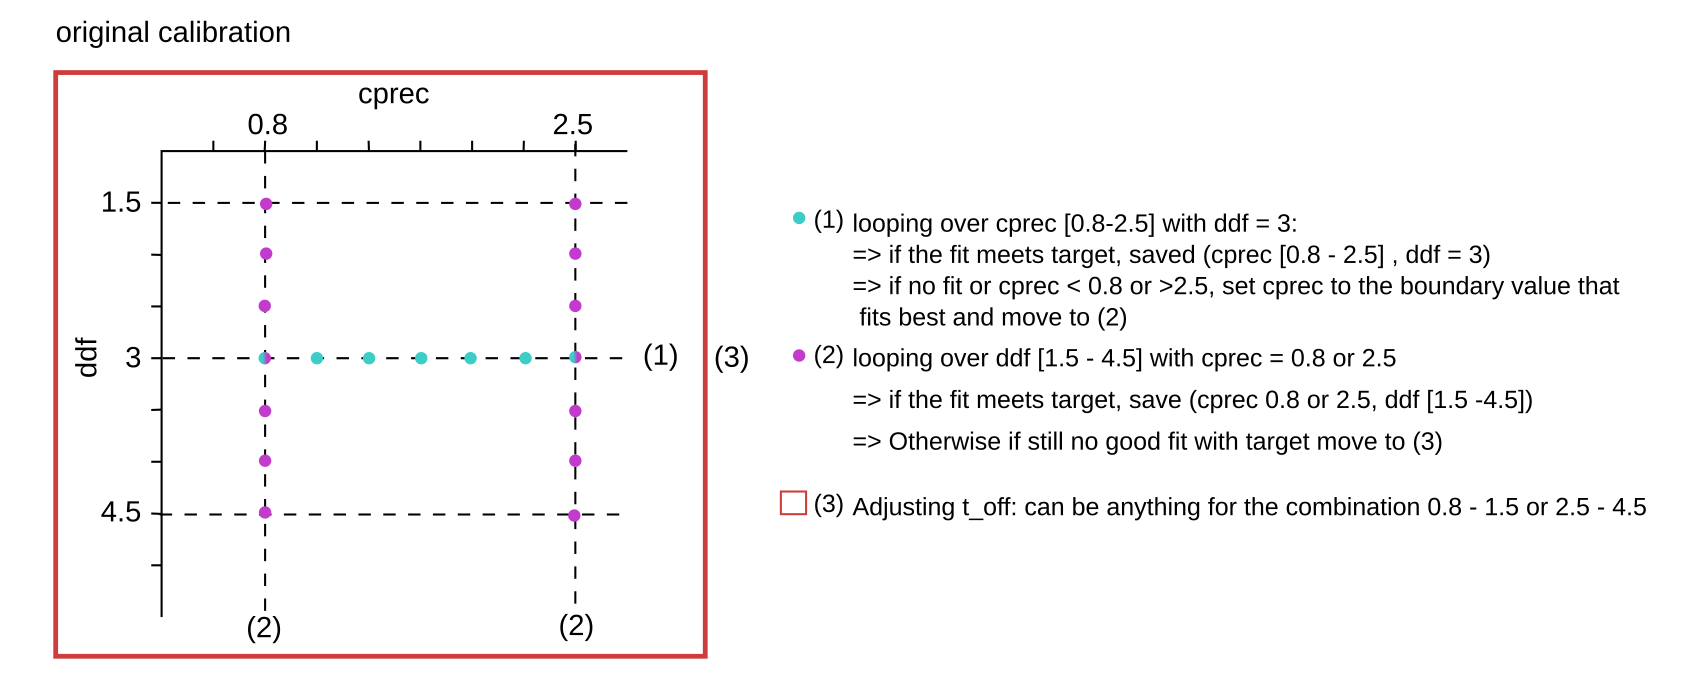 original calibration
cprec
0.8 2.5
1.5
ddf
3
4.5
(1)
(3)
(2) (2)
(1) looping over cprec [0.8-2.5] with ddf = 3:
=> if the fit meets target, saved (cprec [0.8 - 2.5] , ddf = 3)
=> if no fit or cprec < 0.8 or >2.5, set cprec to the boundary value that
fits best and move to (2)
(2) looping over ddf [1.5 - 4.5] with cprec = 0.8 or 2.5
=> if the fit meets target, save (cprec 0.8 or 2.5, ddf [1.5 -4.5])
=> Otherwise if still no good fit with target move to (3)
(3) Adjusting t_off: can be anything for the combination 0.8 - 1.5 or 2.5 - 4.5